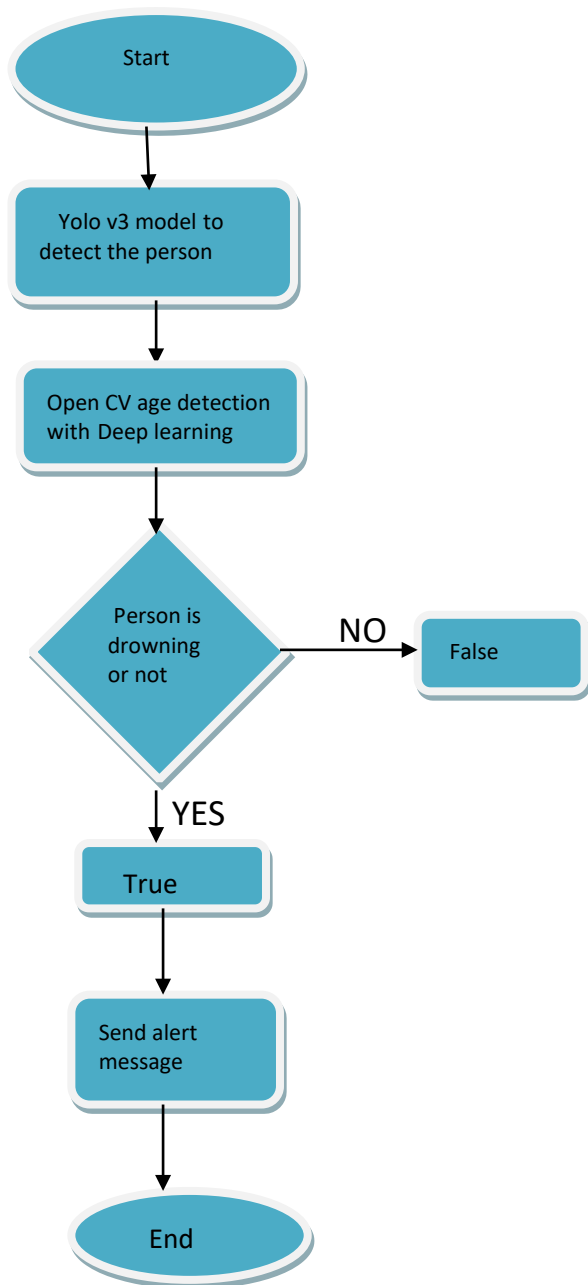 Start
Yolo v3 model to
detect the person
Open CV age detection
with Deep learning
Person is
drowning
or not
NO
False
YES
True
Send alert
message
End